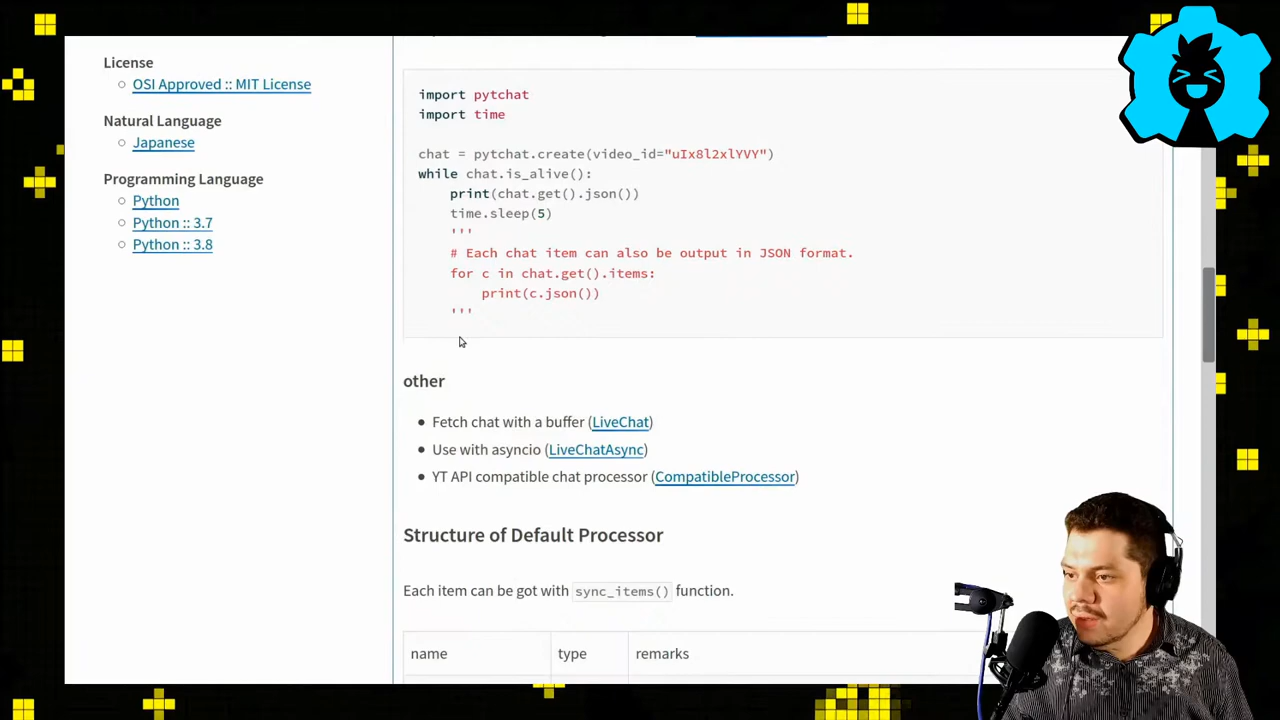 License
OSI Approved :: MIT License
Natural Language
Japanese
Programming Language
Python
Python :: 3.7
Python :: 3.8
import pytchat
import time
chat = pytchat.create(video_id="uIx8l2xlYVY")
while chat.is_alive():
    print(chat.get().json())
    time.sleep(5)
    '''
    # Each chat item can also be output in JSON format.
    for c in chat.get().items:
        print(c.json())
    '''
other
Fetch chat with a buffer (LiveChat)
Use with asyncio (LiveChatAsync)
YT API compatible chat processor (CompatibleProcessor)
Structure of Default Processor
Each item can be got with sync_items() function.
name type remarks